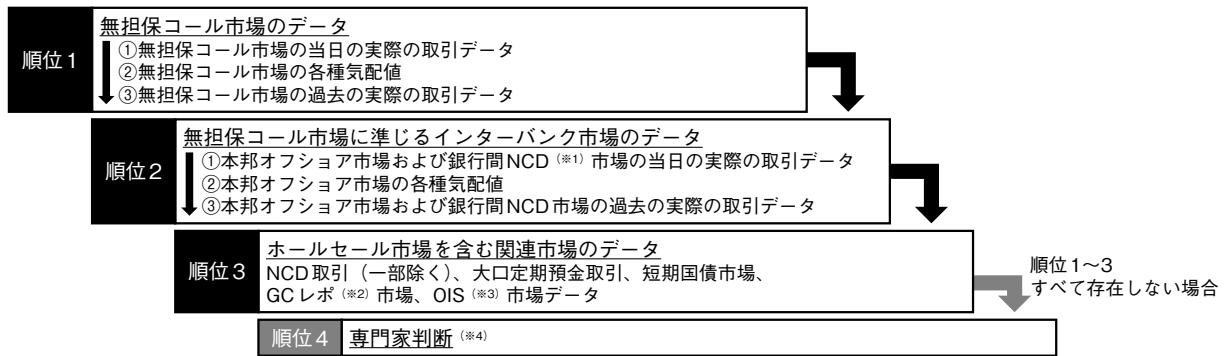 順位1
無担保コール市場のデータ
①無担保コール市場の当日の実際の取引データ
②無担保コール市場の各種気配値
③無担保コール市場の過去の実際の取引データ
順位2
無担保コール市場に準じるインターバンク市場のデータ
①本邦オフショア市場および銀行間NCD(※1)市場の当日の実際の取引データ
②本邦オフショア市場の各種気配値
③本邦オフショア市場および銀行間NCD市場の過去の実際の取引データ
順位3
ホールセール市場を含む関連市場のデータ
NCD取引（一部除く）、大口定期預金取引、短期国債市場、
GCレポ(※2)市場、OIS(※3)市場データ
順位1～3
すべて存在しない場合
順位4
専門家判断(※4)